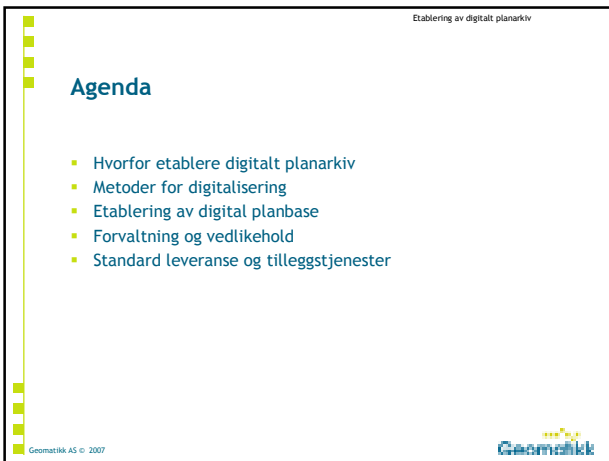 Etablering av digitalt planarkiv
Agenda
Hvorfor etablere digitalt planarkiv
Metoder for digitalisering
Etablering av digital planbase
Forvaltning og vedlikehold
Standard leveranse og tilleggstjenester
Geomatikk AS © 2007
Geomatikk